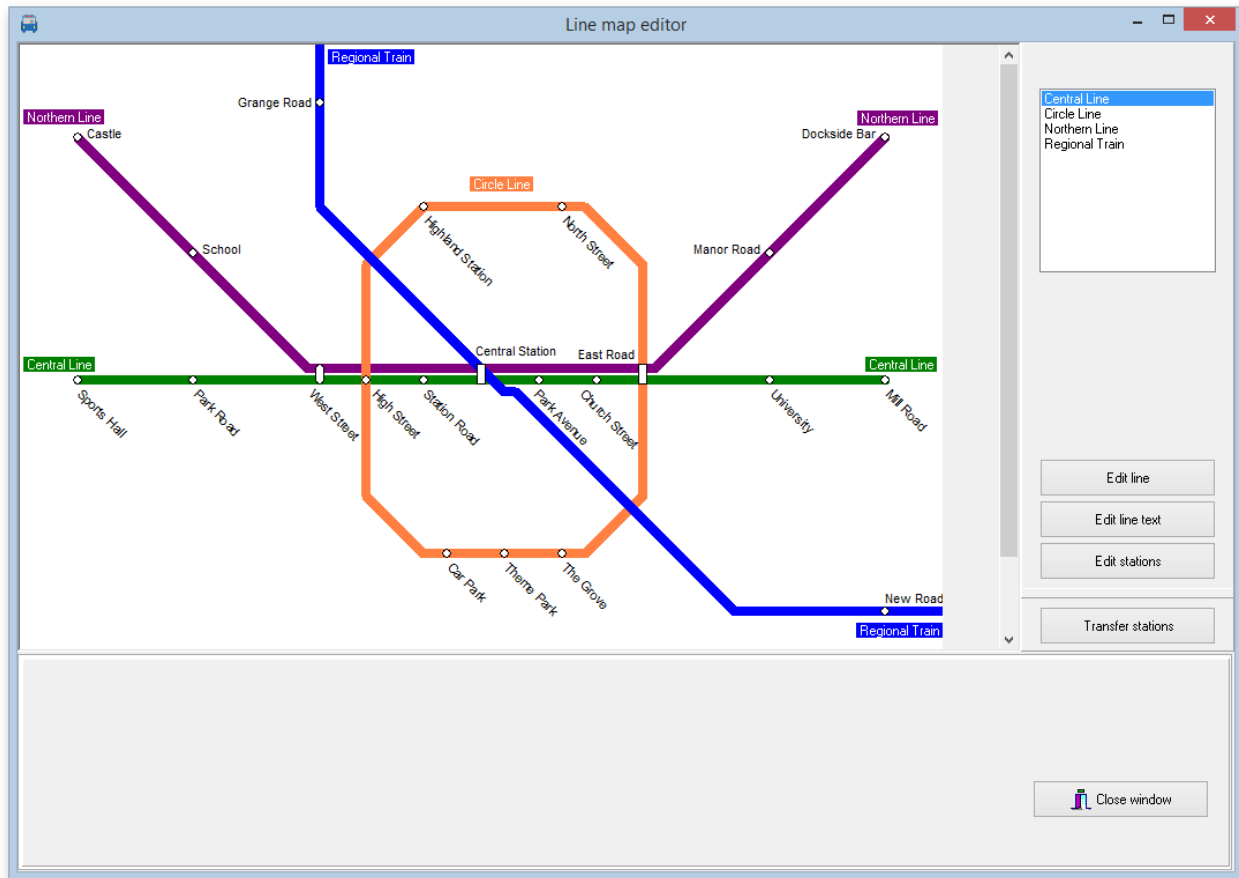 Line map editor
Regional Train
Grange Road
Northern Line
Castle
Northern Line
Dockside Bar
Circle Line
Highland Station
North Street
School
Manor Road
Central Station
East Road
Central Line
Central Line
Sports Hall
Park Road
West Street
High Street
Station Road
Park Avenue
Church Street
University
Mill Road
Car Park
Theme Park
The Grove
New Road
Regional Train
Central Line
Circle Line
Northern Line
Regional Train
Edit line
Edit line text
Edit stations
Transfer stations
Close window